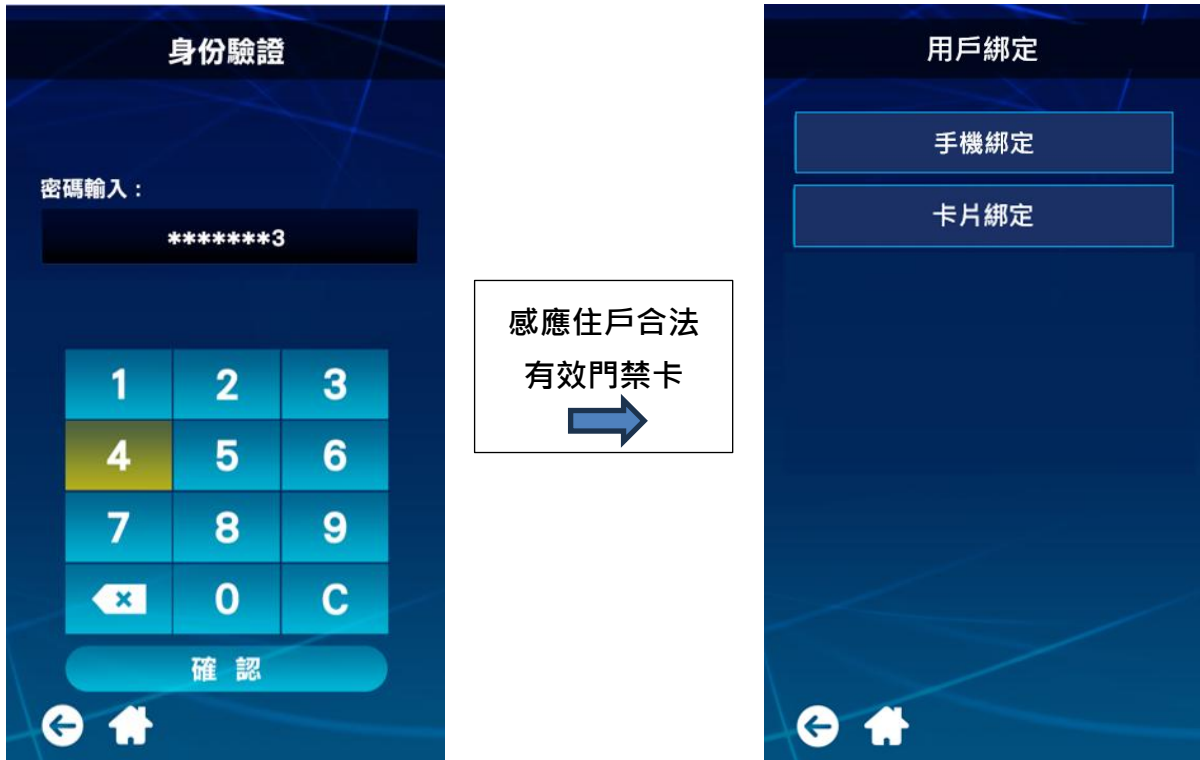 身份驗證
密碼輸入：
*******3
1 2 3
4 5 6
7 8 9
0 C
確 認
感應住戶合法
有效門禁卡
用戶綁定
手機綁定
卡片綁定